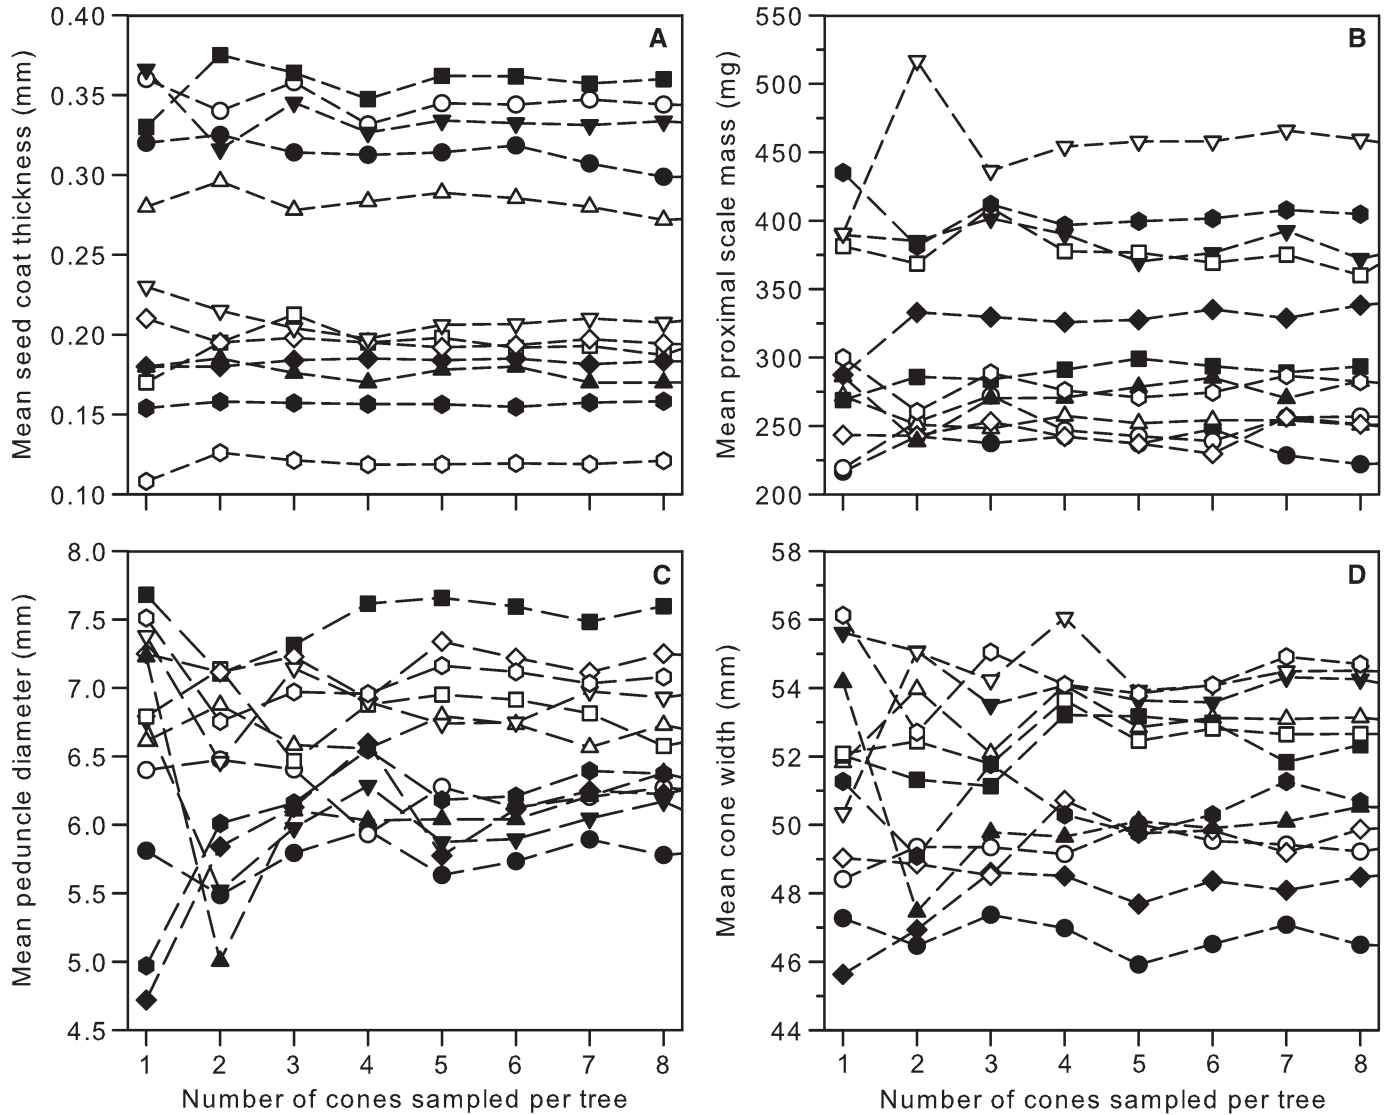 A
Mean seed coat thickness (mm)
0.40
0.35
0.30
0.25
0.20
0.15
0.10
B
Mean proximal scale mass (mg)
550
500
450
400
350
300
250
200
C
Mean peduncle diameter (mm)
8.0
7.5
7.0
6.5
6.0
5.5
5.0
4.5
1 2 3 4 5 6 7 8
Number of cones sampled per tree
D
Mean cone width (mm)
58
56
54
52
50
48
46
44
1 2 3 4 5 6 7 8
Number of cones sampled per tree